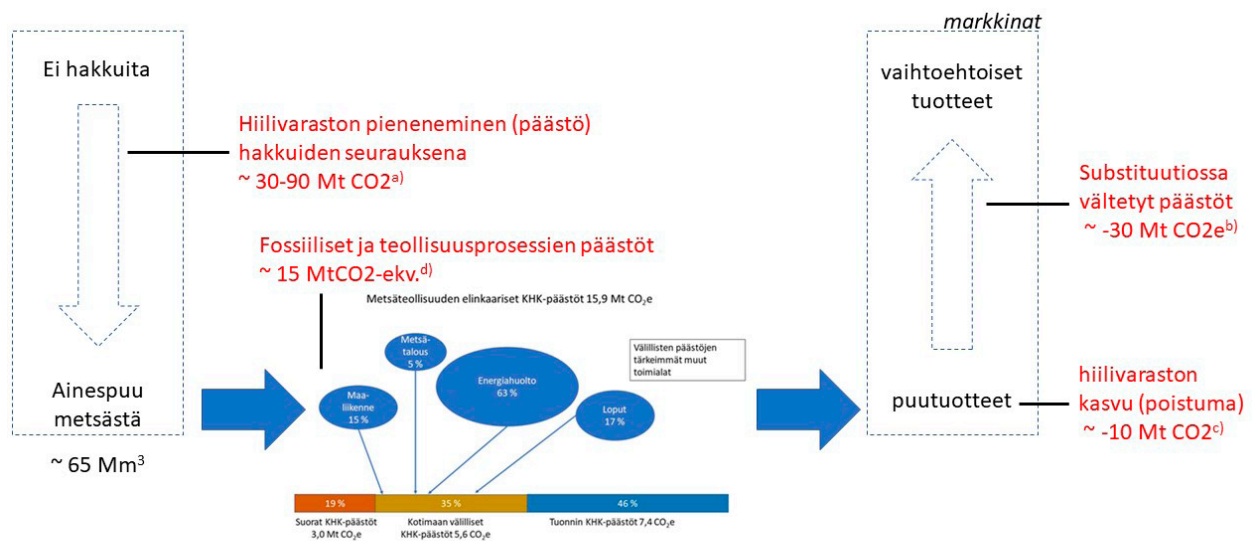 markkinat
Ei hakkuita
vaihtoehtoiset
tuotteet
Hiilivaraston pieneneminen (päästö)
hakkuiden seurauksena
~ 30-90 Mt CO2ᵃ⁾
Substituutiossa
vältetyt päästöt
~ -30 Mt CO2eᵇ⁾
Fossiiliset ja teollisuusprosessien päästöt
~ 15 MtCO2-ekv.ᵈ⁾
Metsäteollisuuden elinkaariset KHK-päästöt 15,9 Mt CO₂e
Metsä-
talous
5 %
Välillisten päästöjen
tärkeimmät muut
toimialat
Energiahuolto
63 %
Maa-
liikenne
15 %
Loput
17 %
Ainespuu
metsästä
~ 65 Mm³
puutuotteet
hiilivaraston
kasvu (poistuma)
~ -10 Mt CO2ᶜ⁾
19 %
35 %
46 %
Suorat KHK-päästöt
3,0 Mt CO₂e
Kotimaan välilliset
KHK-päästöt 5,6 CO₂e
Tuonnin KHK-päästöt 7,4 CO₂e